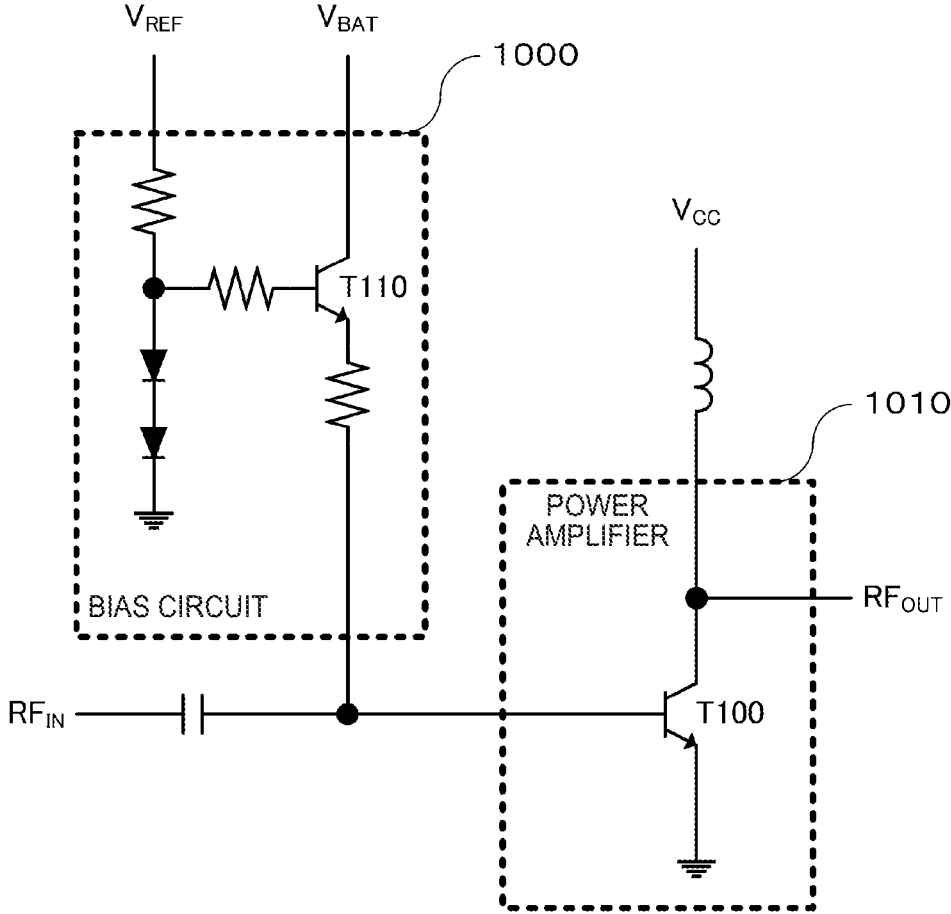 VREF
VBAT
1000
T110
VCC
1010
POWER
AMPLIFIER
BIAS CIRCUIT
RFOUT
RFIN
T100